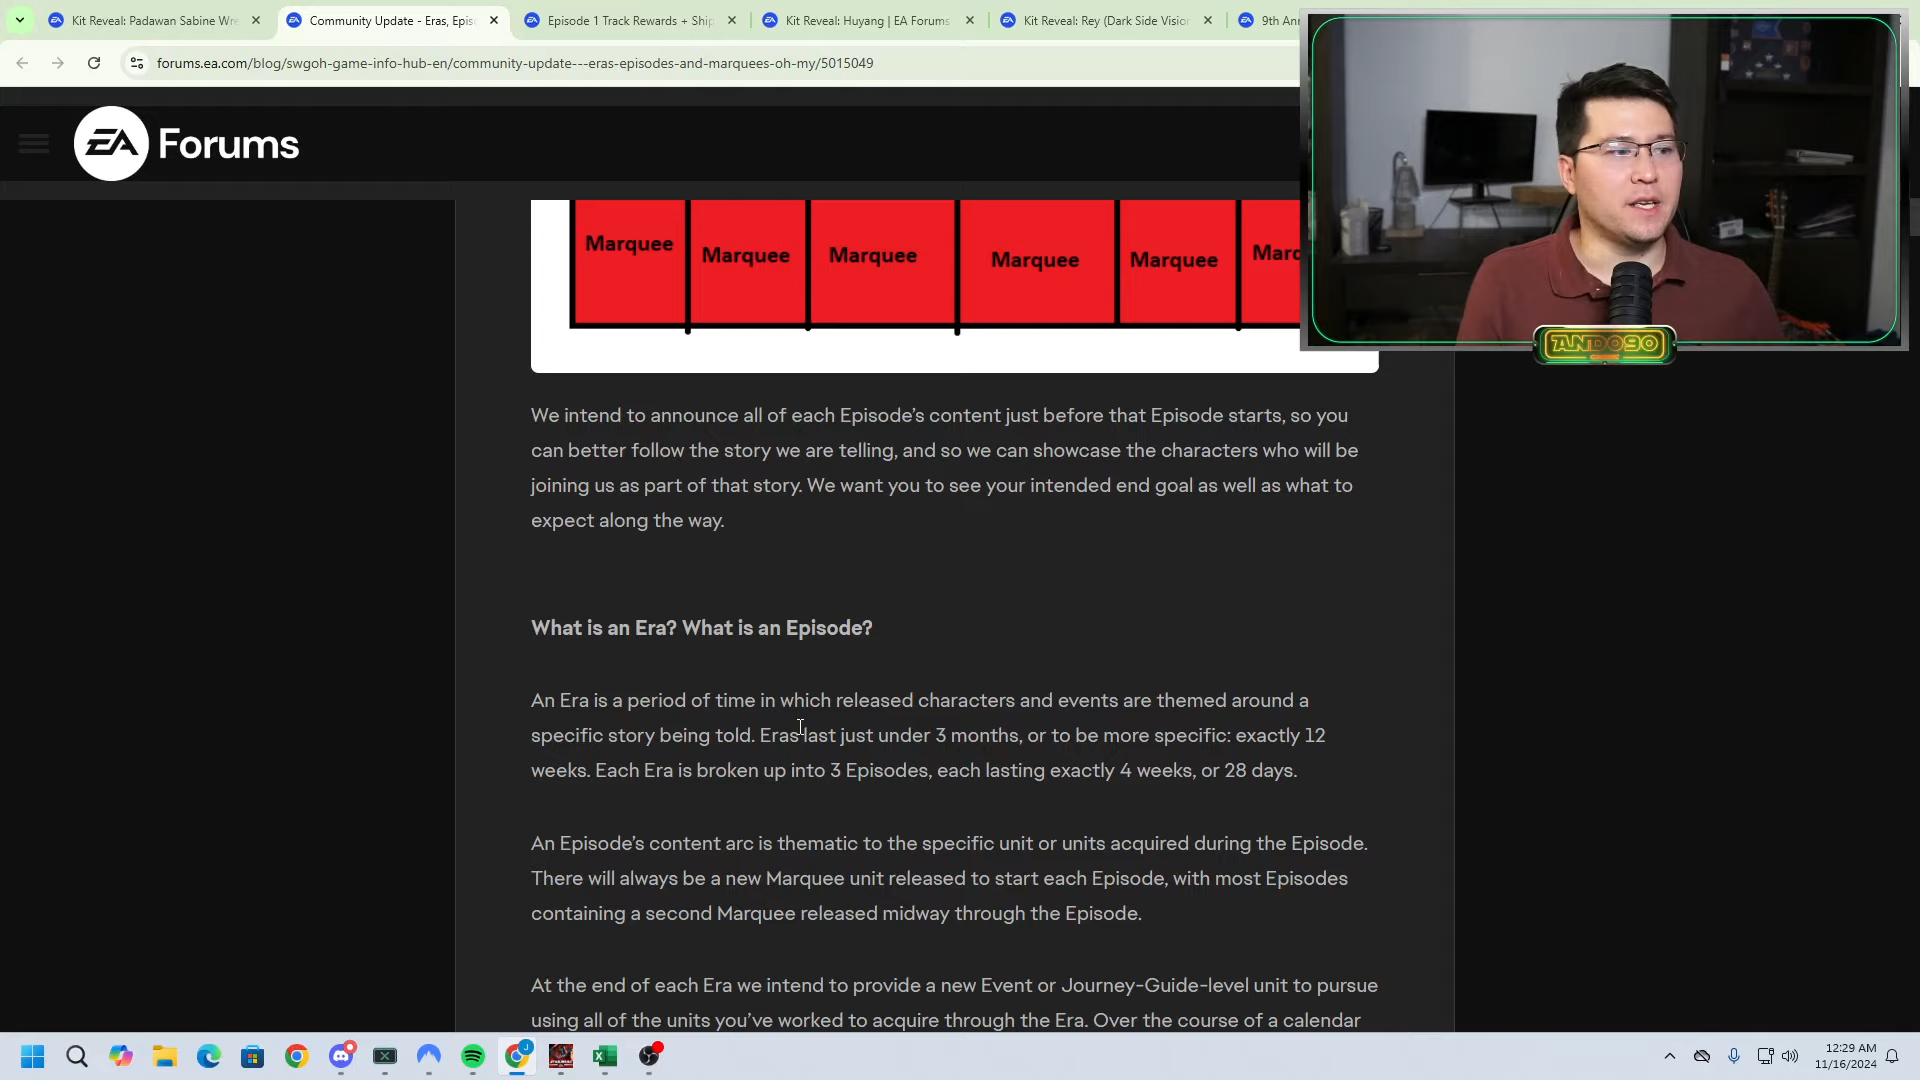 Kit Reveal: Padawan Sabine Wre
Community Update - Eras, Epis
Episode 1 Track Rewards + Ship
Kit Reveal: Huyang | EA Forums
Kit Reveal: Rey (Dark Side Vision
9th Ann
forums.ea.com/blog/swgoh-game-info-hub-en/community-update---eras-episodes-and-marquees-oh-my/5015049
EA Forums
Marquee
Marquee
Marquee
Marquee
Marquee
Marq
ANDO90
We intend to announce all of each Episode’s content just before that Episode starts, so you
can better follow the story we are telling, and so we can showcase the characters who will be
joining us as part of that story. We want you to see your intended end goal as well as what to
expect along the way.
What is an Era? What is an Episode?
An Era is a period of time in which released characters and events are themed around a
specific story being told. Eras last just under 3 months, or to be more specific: exactly 12
weeks. Each Era is broken up into 3 Episodes, each lasting exactly 4 weeks, or 28 days.
An Episode’s content arc is thematic to the specific unit or units acquired during the Episode.
There will always be a new Marquee unit released to start each Episode, with most Episodes
containing a second Marquee released midway through the Episode.
At the end of each Era we intend to provide a new Event or Journey-Guide-level unit to pursue
using all of the units you’ve worked to acquire through the Era. Over the course of a calendar
12:29 AM
11/16/2024